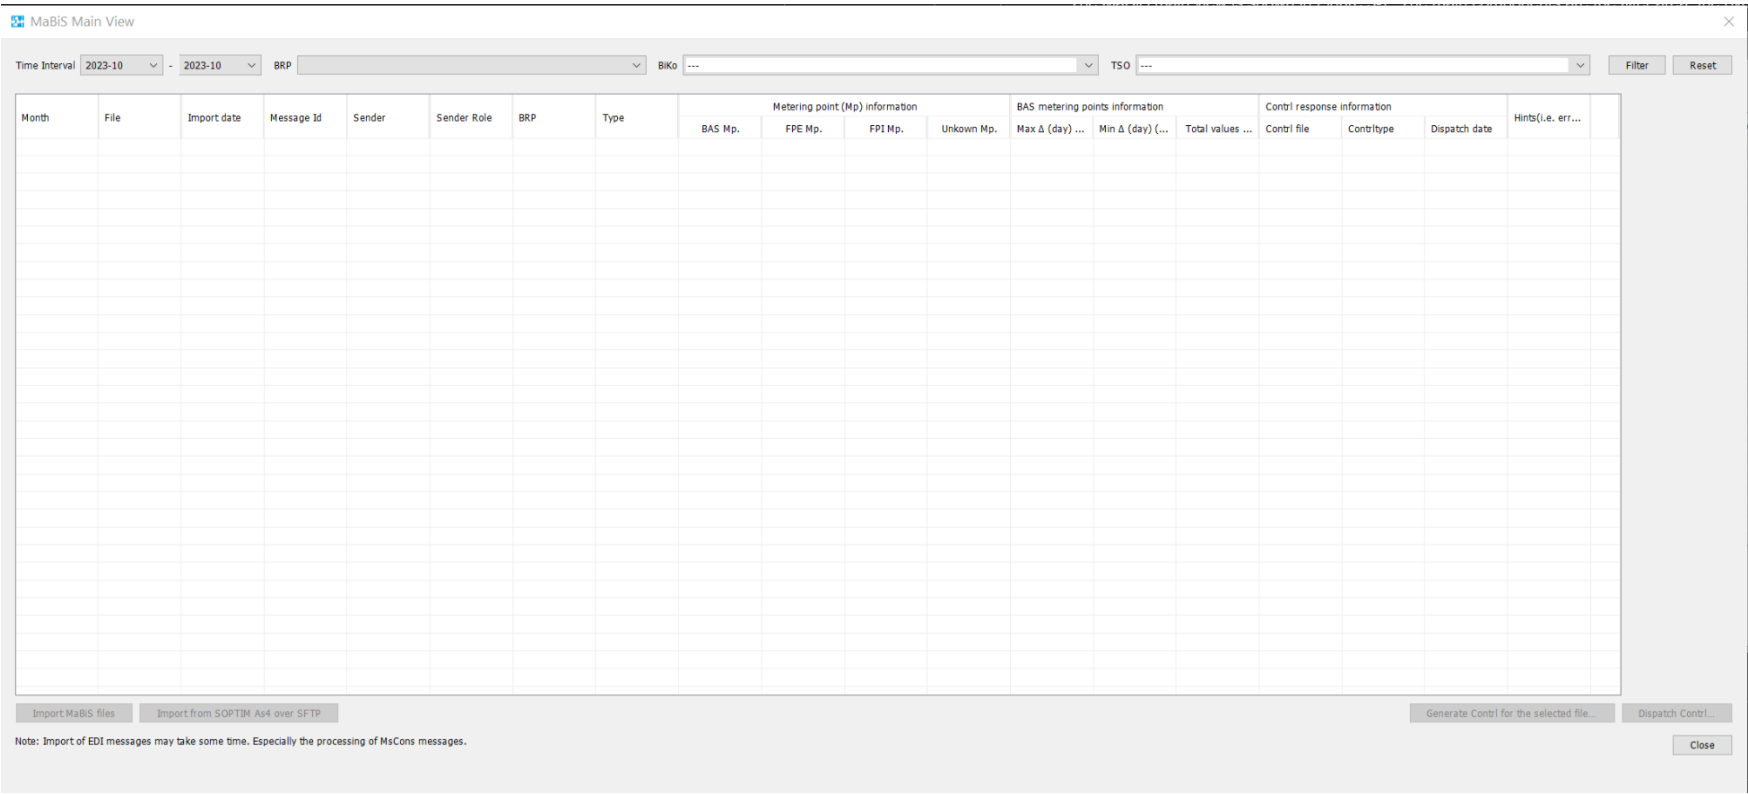 MaBiS Main View
Time Interval 2023-10 - 2023-10 BRP BiKo --- TSO --- Filter Reset
Metering point (Mp) information BAS metering points information Contrl response information
Month File Import date Message Id Sender Sender Role BRP Type Hints(i.e. err...
BAS Mp. FPE Mp. FPI Mp. Unkown Mp. Max Δ (day) ... Min Δ (day) (... Total values ... Contrl file Contrltype Dispatch date
Import MaBiS files Import from SOPTIM As4 over SFTP Generate Contrl for the selected file... Dispatch Contrl...
Note: Import of EDI messages may take some time. Especially the processing of MsCons messages.
Close